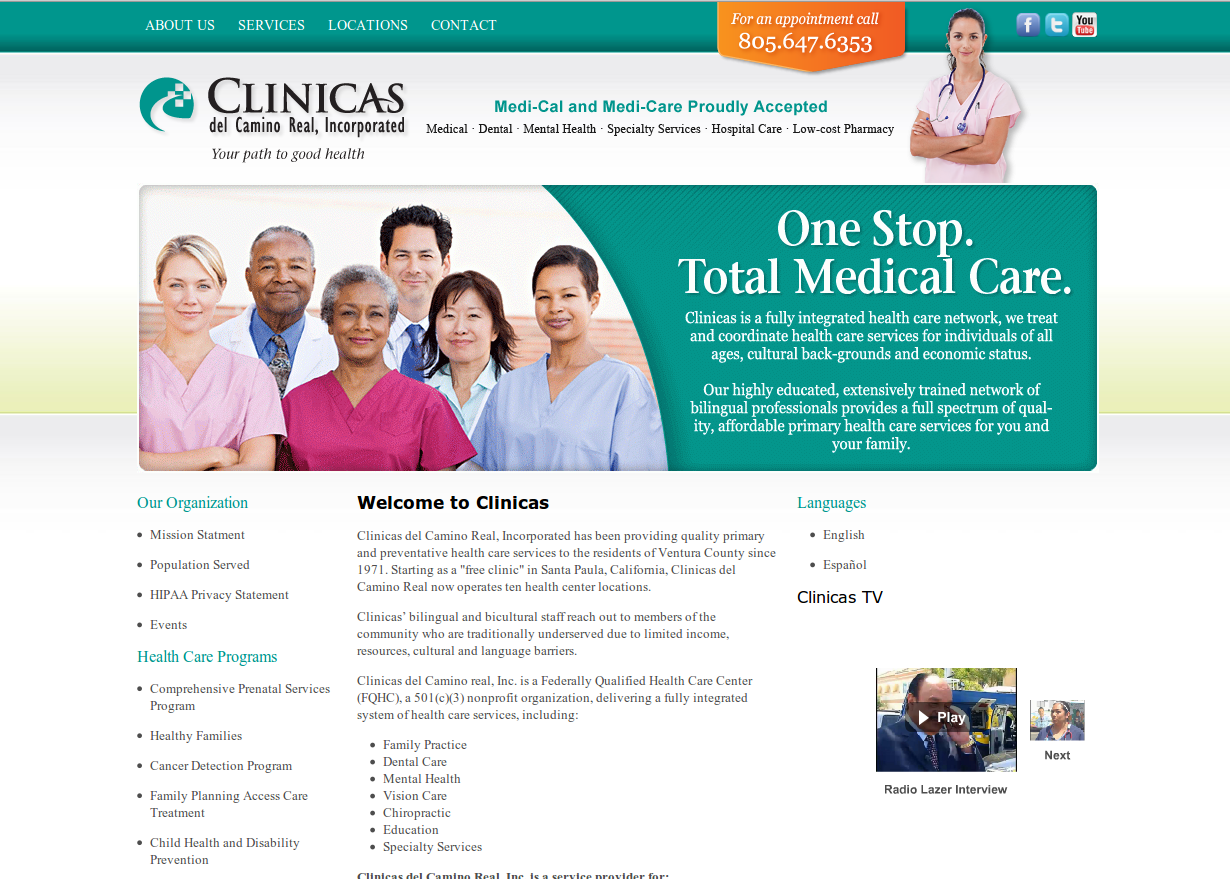 ABOUT US SERVICES LOCATIONS CONTACT
For an appointment call
805.647.6353
f t You Tube
CLINICAS
del Camino Real, Incorporated
Your path to good health
Medi-Cal and Medi-Care Proudly Accepted
Medical · Dental · Mental Health · Specialty Services · Hospital Care · Low-cost Pharmacy
One Stop.
Total Medical Care.
Clinicas is a fully integrated health care network, we treat
and coordinate health care services for individuals of all
ages, cultural back-grounds and economic status.
Our highly educated, extensively trained network of
bilingual professionals provides a full spectrum of qual-
ity, affordable primary health care services for you and
your family.
Our Organization
Mission Statment
Population Served
HIPAA Privacy Statement
Events
Health Care Programs
Comprehensive Prenatal Services
Program
Healthy Families
Cancer Detection Program
Family Planning Access Care
Treatment
Child Health and Disability
Prevention
Welcome to Clinicas
Clinicas del Camino Real, Incorporated has been providing quality primary
and preventative health care services to the residents of Ventura County since
1971. Starting as a "free clinic" in Santa Paula, California, Clinicas del
Camino Real now operates ten health center locations.
Clinicas’ bilingual and bicultural staff reach out to members of the
community who are traditionally underserved due to limited income,
resources, cultural and language barriers.
Clinicas del Camino real, Inc. is a Federally Qualified Health Care Center
(FQHC), a 501(c)(3) nonprofit organization, delivering a fully integrated
system of health care services, including:
Family Practice
Dental Care
Mental Health
Vision Care
Chiropractic
Education
Specialty Services
Clinicas del Camino Real, Inc. is a service provider for:
Languages
English
Español
Clinicas TV
Play
Next
Radio Lazer Interview